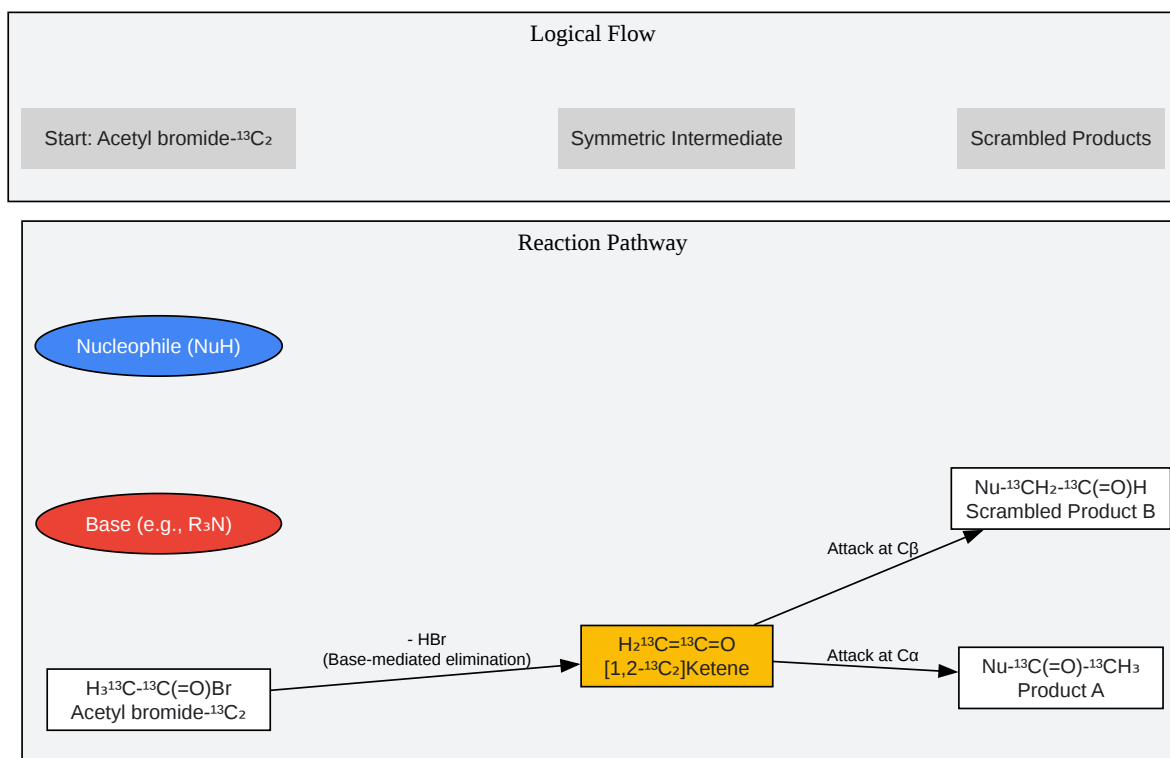 Logical Flow
Start: Acetyl bromide-¹³C₂
Symmetric Intermediate
Scrambled Products
Reaction Pathway
Nucleophile (NuH)
Base (e.g., R₃N)
Nu-¹³CH₂-¹³C(=O)H
Scrambled Product B
Attack at Cβ
- HBr
(Base-mediated elimination)
H₂¹³C=¹³C=O
[1,2-¹³C₂]Ketene
Attack at Cα
Nu-¹³C(=O)-¹³CH₃
Product A
H₃¹³C-¹³C(=O)Br
Acetyl bromide-¹³C₂